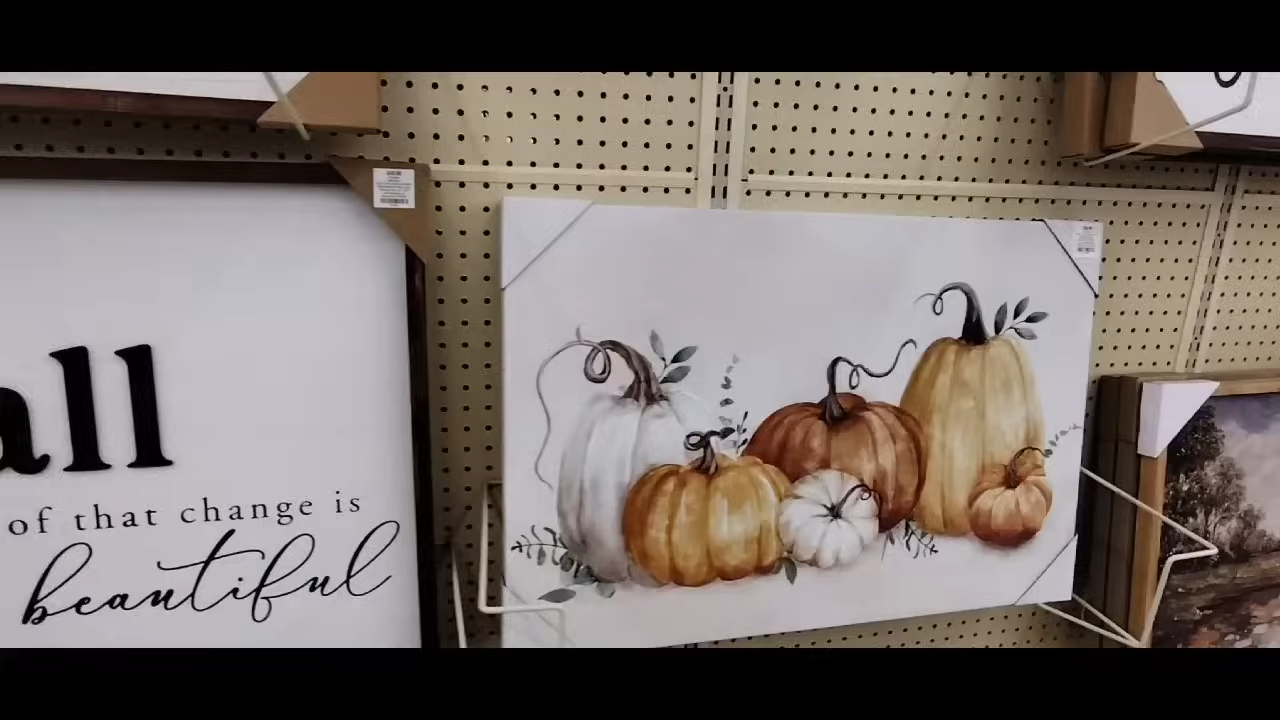 all
of that change is
beautiful